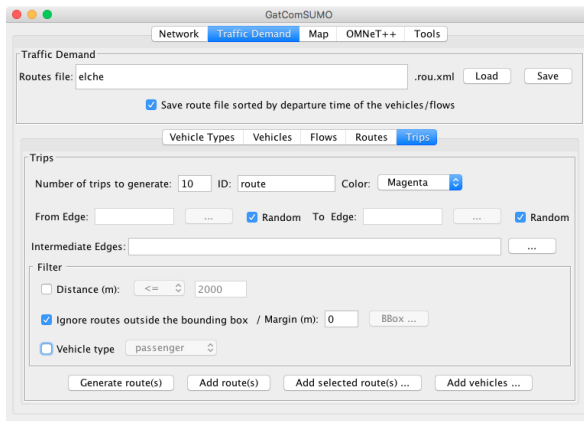 GatComSUMO
Network Traffic Demand Map OMNeT++ Tools
Traffic Demand
Routes file: elche .rou.xml Load Save
Save route file sorted by departure time of the vehicles/flows
Vehicle Types Vehicles Flows Routes Trips
Trips
Number of trips to generate: 10 ID: route Color: Magenta
From Edge: ... Random To Edge: ... Random
Intermediate Edges: ...
Filter
Distance (m): <= 2000
Ignore routes outside the bounding box / Margin (m): 0 BBox ...
Vehicle type passenger
Generate route(s) Add route(s) Add selected route(s) ... Add vehicles ...